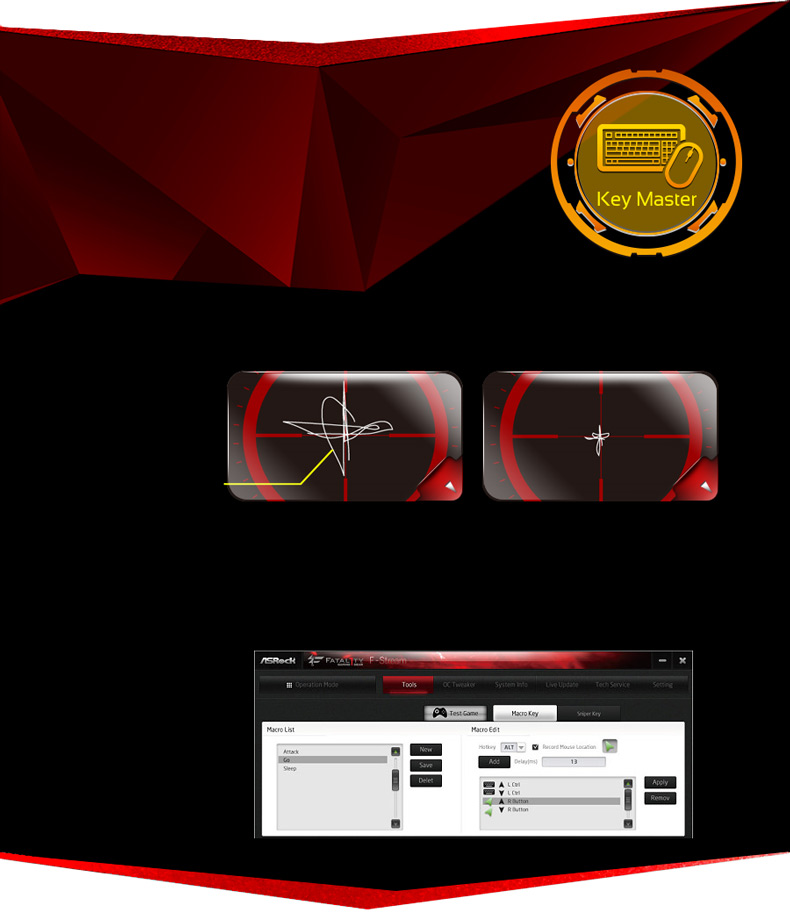 Key Master
ASRock FATAL1TY GAMING GEAR F-Stream
Operation Mode Tools OC Tweaker System Info Live Update Tech Service Setting
Test Game Macro Key Sniper Key
Macro List Macro Edit
Hotkey ALT Record Mouse Location
Attack
Go
Sleep
New
Save
Delet
Add Delay(ms) 13
L Ctrl
L Ctrl
R Button
R Button
Apply
Remov